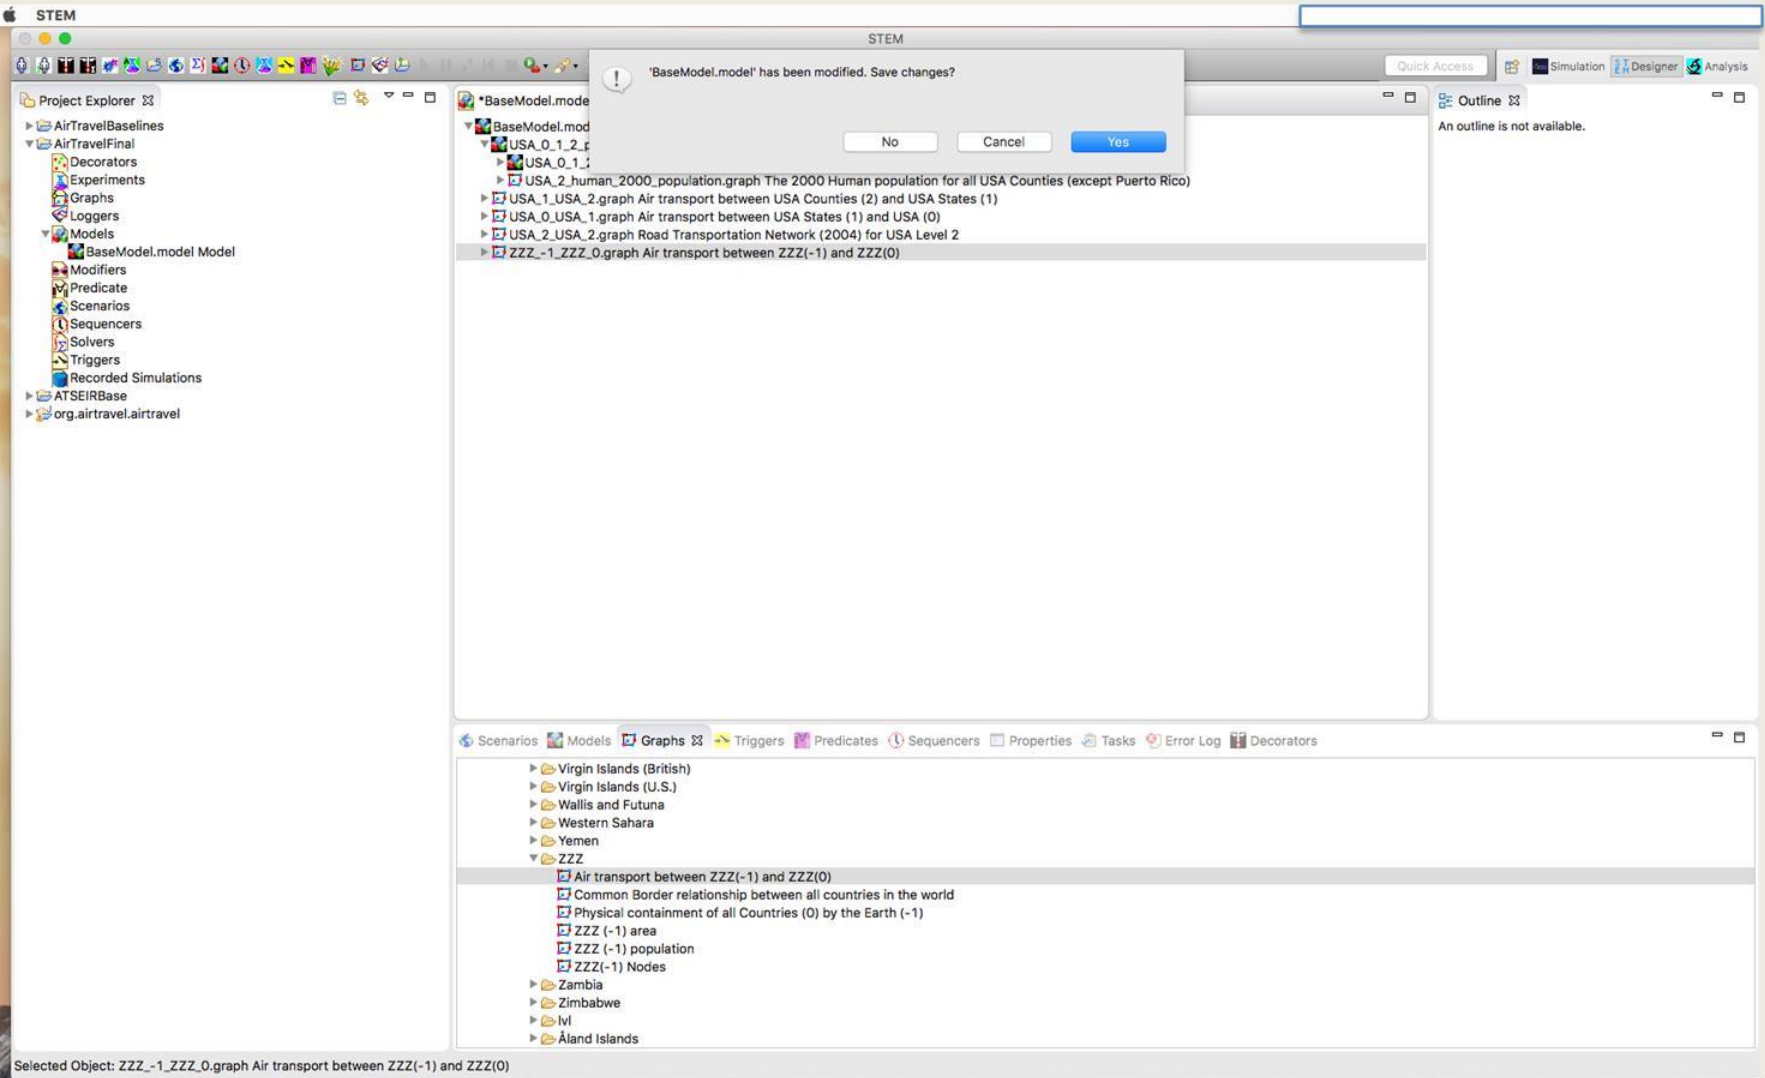 STEM
STEM
'BaseModel.model' has been modified. Save changes?
No
Cancel
Yes
Quick Access
Simulation
Designer
Analysis
Project Explorer
AirTravelBaselines
AirTravelFinal
Decorators
Experiments
Graphs
Loggers
Models
BaseModel.model Model
Modifiers
Predicate
Scenarios
Sequencers
Solvers
Triggers
Recorded Simulations
ATSEIRBase
org.airtravel.airtravel
*BaseModel.mode
BaseModel.mod
USA_0_1_2_p
USA_0_1_2
USA_2_human_2000_population.graph The 2000 Human population for all USA Counties (except Puerto Rico)
USA_1_USA_2.graph Air transport between USA Counties (2) and USA States (1)
USA_0_USA_1.graph Air transport between USA States (1) and USA (0)
USA_2_USA_2.graph Road Transportation Network (2004) for USA Level 2
ZZZ_-1_ZZZ_0.graph Air transport between ZZZ(-1) and ZZZ(0)
Outline
An outline is not available.
Scenarios
Models
Graphs
Triggers
Predicates
Sequencers
Properties
Tasks
Error Log
Decorators
Virgin Islands (British)
Virgin Islands (U.S.)
Wallis and Futuna
Western Sahara
Yemen
ZZZ
Air transport between ZZZ(-1) and ZZZ(0)
Common Border relationship between all countries in the world
Physical containment of all Countries (0) by the Earth (-1)
ZZZ (-1) area
ZZZ (-1) population
ZZZ(-1) Nodes
Zambia
Zimbabwe
lvl
Åland Islands
Selected Object: ZZZ_-1_ZZZ_0.graph Air transport between ZZZ(-1) and ZZZ(0)